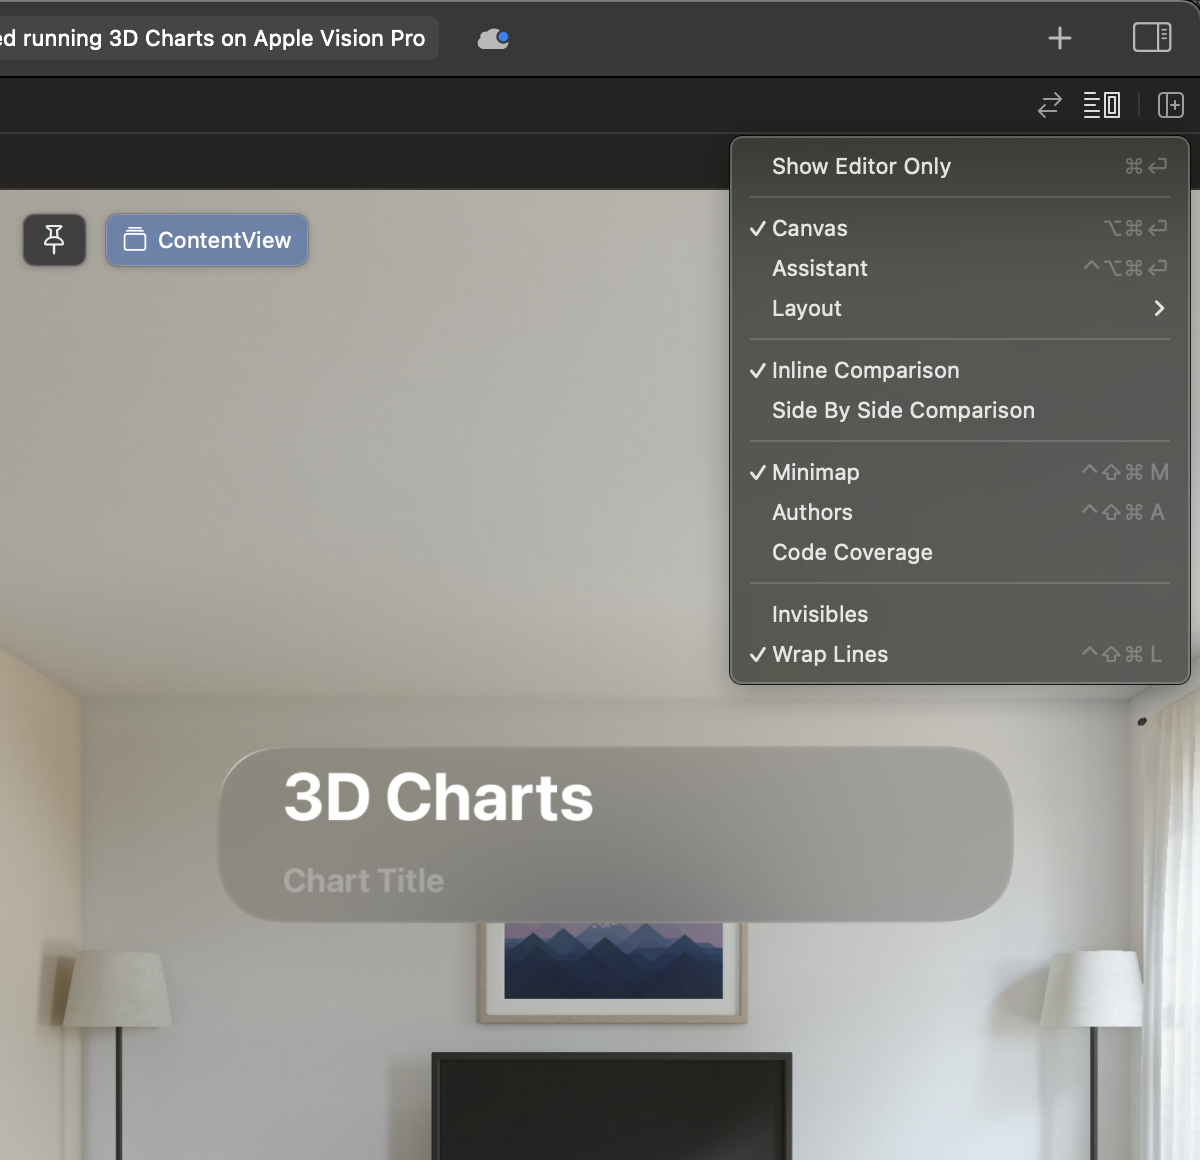 ed running 3D Charts on Apple Vision Pro
ContentView
Show Editor Only ⌘↩
✓ Canvas ⌥⌘↩
Assistant ^⌥⌘↩
Layout >
✓ Inline Comparison
Side By Side Comparison
✓ Minimap ^⇧⌘ M
Authors ^⇧⌘ A
Code Coverage
Invisibles
✓ Wrap Lines ^⇧⌘ L
3D Charts
Chart Title